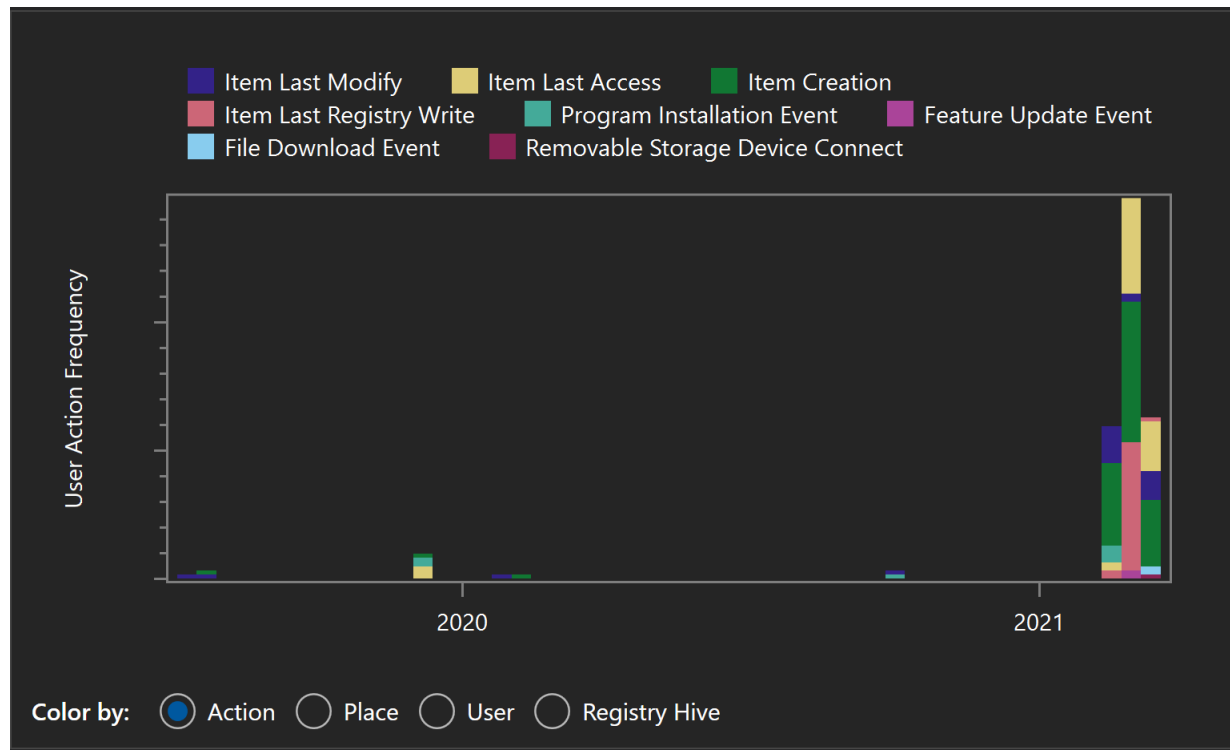 Item Last Modify Item Last Access Item Creation
Item Last Registry Write Program Installation Event Feature Update Event
File Download Event Removable Storage Device Connect
User Action Frequency
2020 2021
Color by: Action Place User Registry Hive